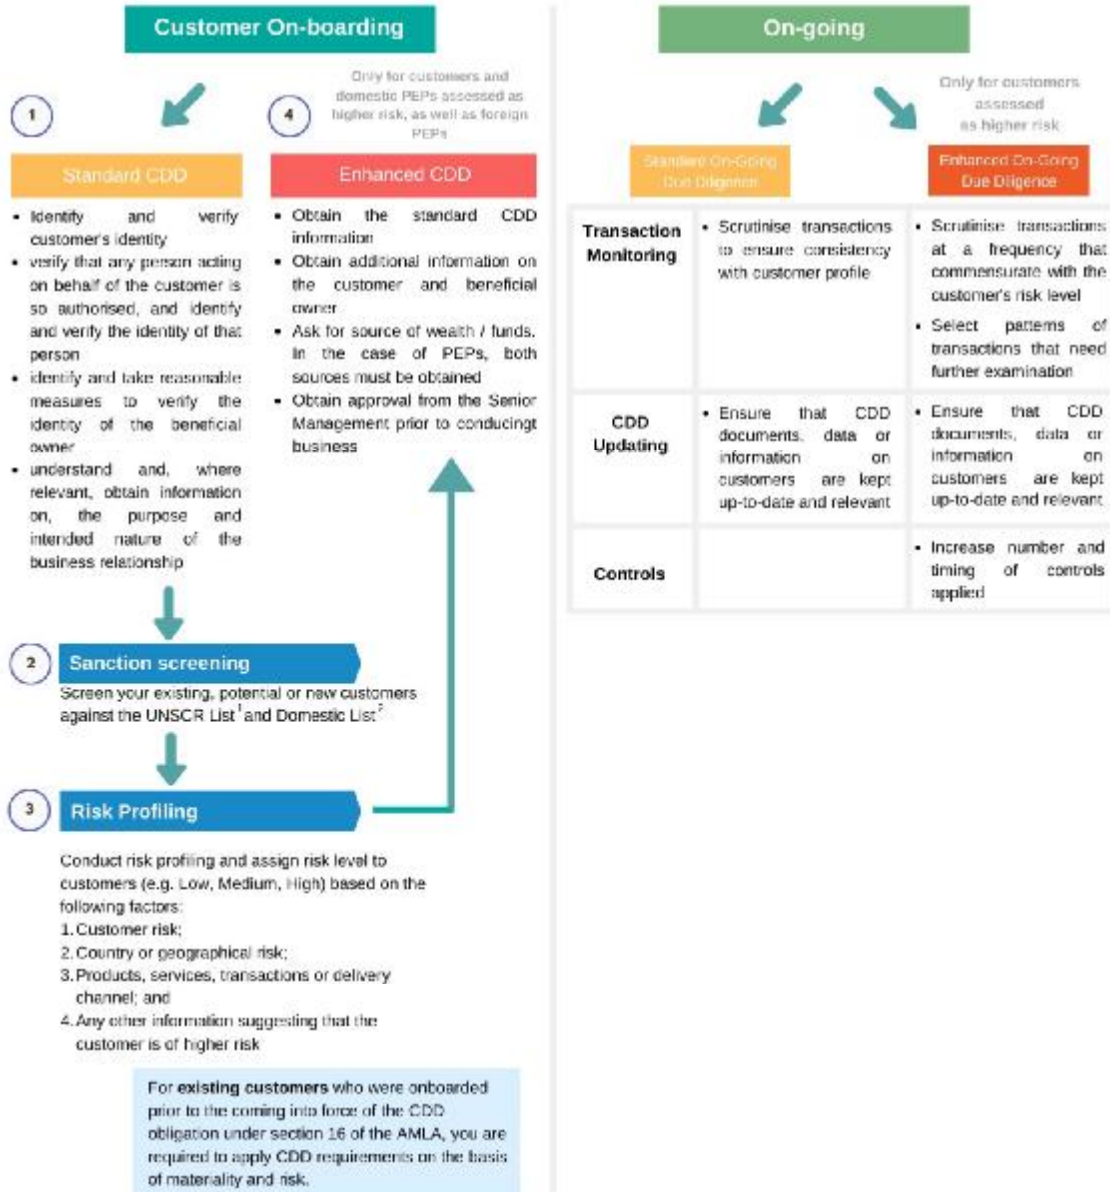 Customer On-boarding
1
Standard CDD
• Identify and verify
customer's identity
• verify that any person acting
on behalf of the customer is
so authorised, and identify
and verify the identity of that
person
• identify and take reasonable
measures to verify the
identity of the beneficial
owner
• understand and, where
relevant, obtain information
on, the purpose and
intended nature of the
business relationship
4
Only for customers and
domestic PEPs assessed as
higher risk, as well as foreign
PEPs
Enhanced CDD
• Obtain the standard CDD
information
• Obtain additional information on
the customer and beneficial
owner
• Ask for source of wealth / funds.
In the case of PEPs, both
sources must be obtained
• Obtain approval from the Senior
Management prior to conducingt
business
2
Sanction screening
Screen your existing, potential or new customers
against the UNSCR List1 and Domestic List2
3
Risk Profiling
Conduct risk profiling and assign risk level to
customers (e.g. Low, Medium, High) based on the
following factors:
1. Customer risk;
2. Country or geographical risk;
3. Products, services, transactions or delivery
channel; and
4. Any other information suggesting that the
customer is of higher risk
For existing customers who were onboarded
prior to the coming into force of the CDD
obligation under section 16 of the AMLA, you are
required to apply CDD requirements on the basis
of materiality and risk.
On-going
Only for customers
assessed
as higher risk
Standard On-Going
Due Diligence
Enhanced On-Going
Due Diligence
Transaction
Monitoring
• Scrutinise transactions
to ensure consistency
with customer profile
• Scrutinise transactions
at a frequency that
commensurate with the
customer's risk level
• Select patterns of
transactions that need
further examination
CDD
Updating
• Ensure that CDD
documents, data or
information on
customers are kept
up-to-date and relevant
• Ensure that CDD
documents, data or
information on
customers are kept
up-to-date and relevant
Controls
• Increase number and
timing of controls
applied